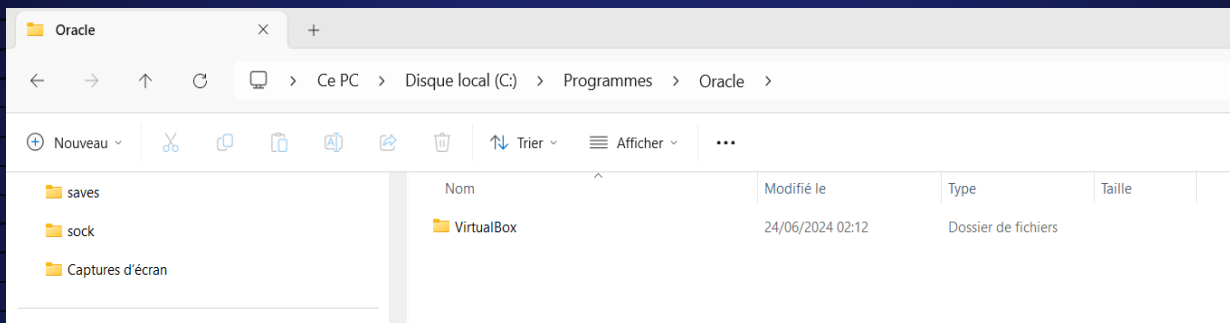 Oracle
Ce PC > Disque local (C:) > Programmes > Oracle >
Nouveau Trier Afficher
saves
sock
Captures d'écran
Nom Modifié le Type Taille
VirtualBox 24/06/2024 02:12 Dossier de fichiers